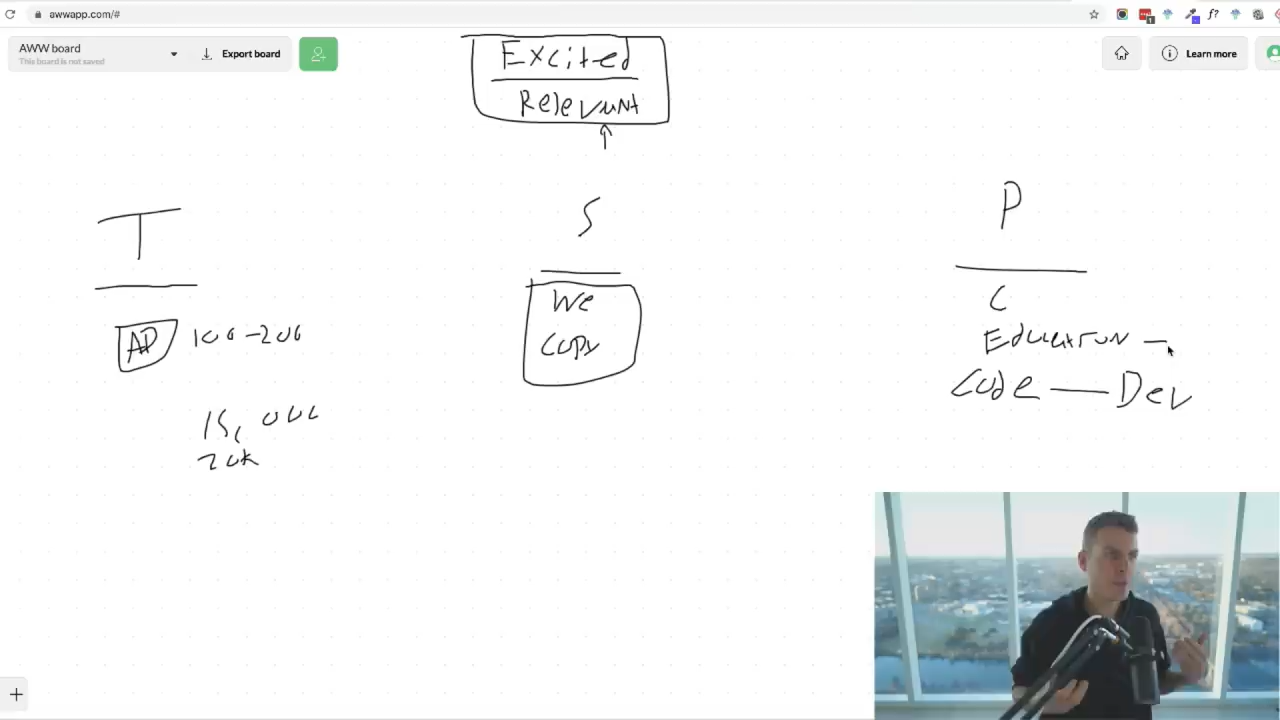 awwapp.com/#
AWW board
This board is not saved
Export board
Learn more
Excited
Relevant
T
S
P
AD 100-200
We
Copy
C
Education —
Code — Dev
15,000
20K